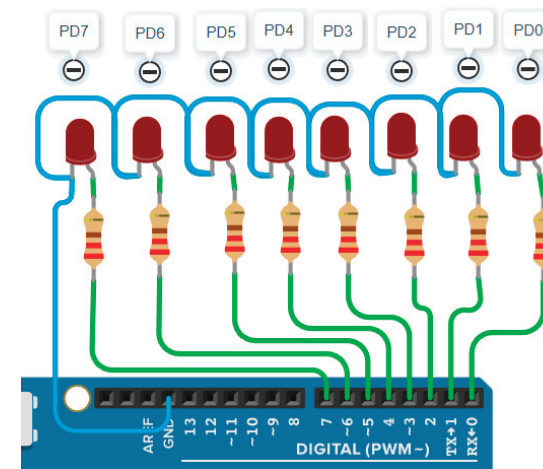 PD7 PD6 PD5 PD4 PD3 PD2 PD1 PD0
AREF GND 13 12 ~11 ~10 ~9 8 7 ~6 ~5 4 ~3 2 TX→1 RX←0
DIGITAL (PWM~)